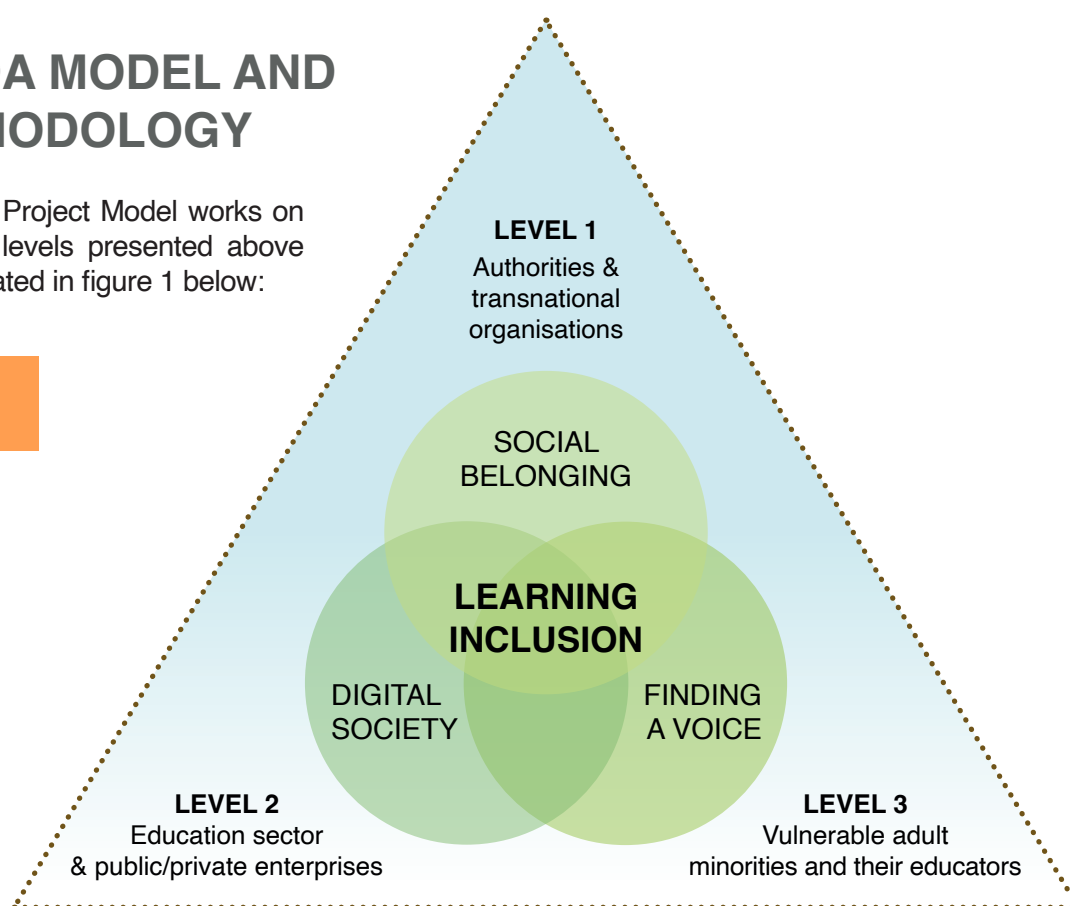 A MODEL AND
ODOLOGY
Project Model works on
levels presented above
ated in figure 1 below:
LEVEL 1
Authorities &
transnational
organisations
SOCIAL
BELONGING
LEARNING
INCLUSION
DIGITAL
SOCIETY
FINDING
A VOICE
LEVEL 2
Education sector
& public/private enterprises
LEVEL 3
Vulnerable adult
minorities and their educators